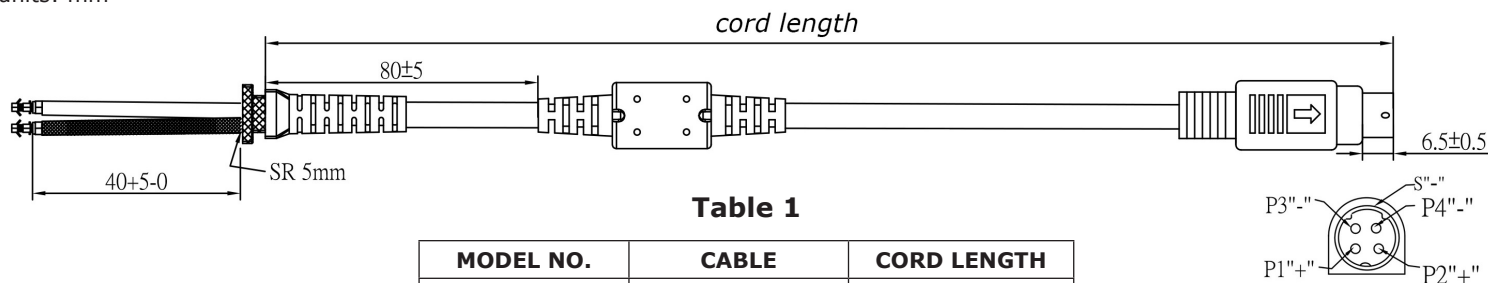 units: mm
cord length
80±5
6.5±0.5
40+5-0
SR 5mm
Table 1
S"-"
P3"-"
P4"-"
P1"+"
P2"+"
MODEL NO. CABLE CORD LENGTH